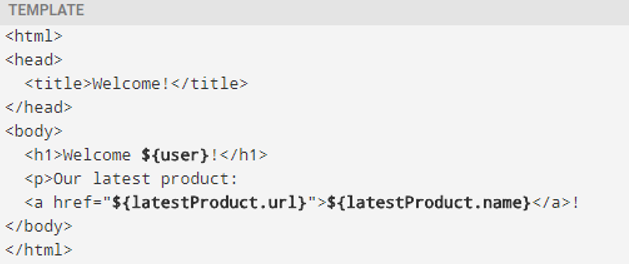 TEMPLATE
<html>
<head>
  <title>Welcome!</title>
</head>
<body>
  <h1>Welcome ${user}!</h1>
  <p>Our latest product:
  <a href="${latestProduct.url}">${latestProduct.name}</a>!
</body>
</html>